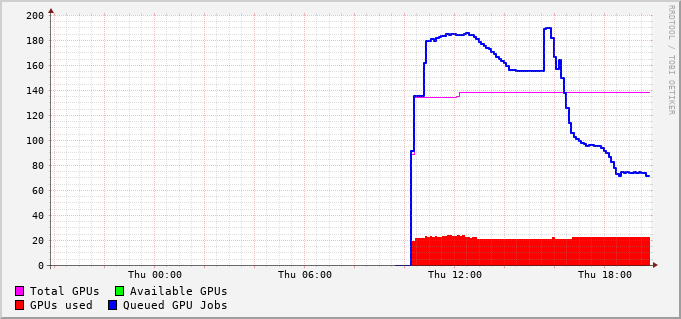 200
180
160
140
120
100
80
60
40
20
0
Thu 00:00 Thu 06:00 Thu 12:00 Thu 18:00
Total GPUs Available GPUs
GPUs used Queued GPU Jobs
RRDTOOL / TOBI OETIKER